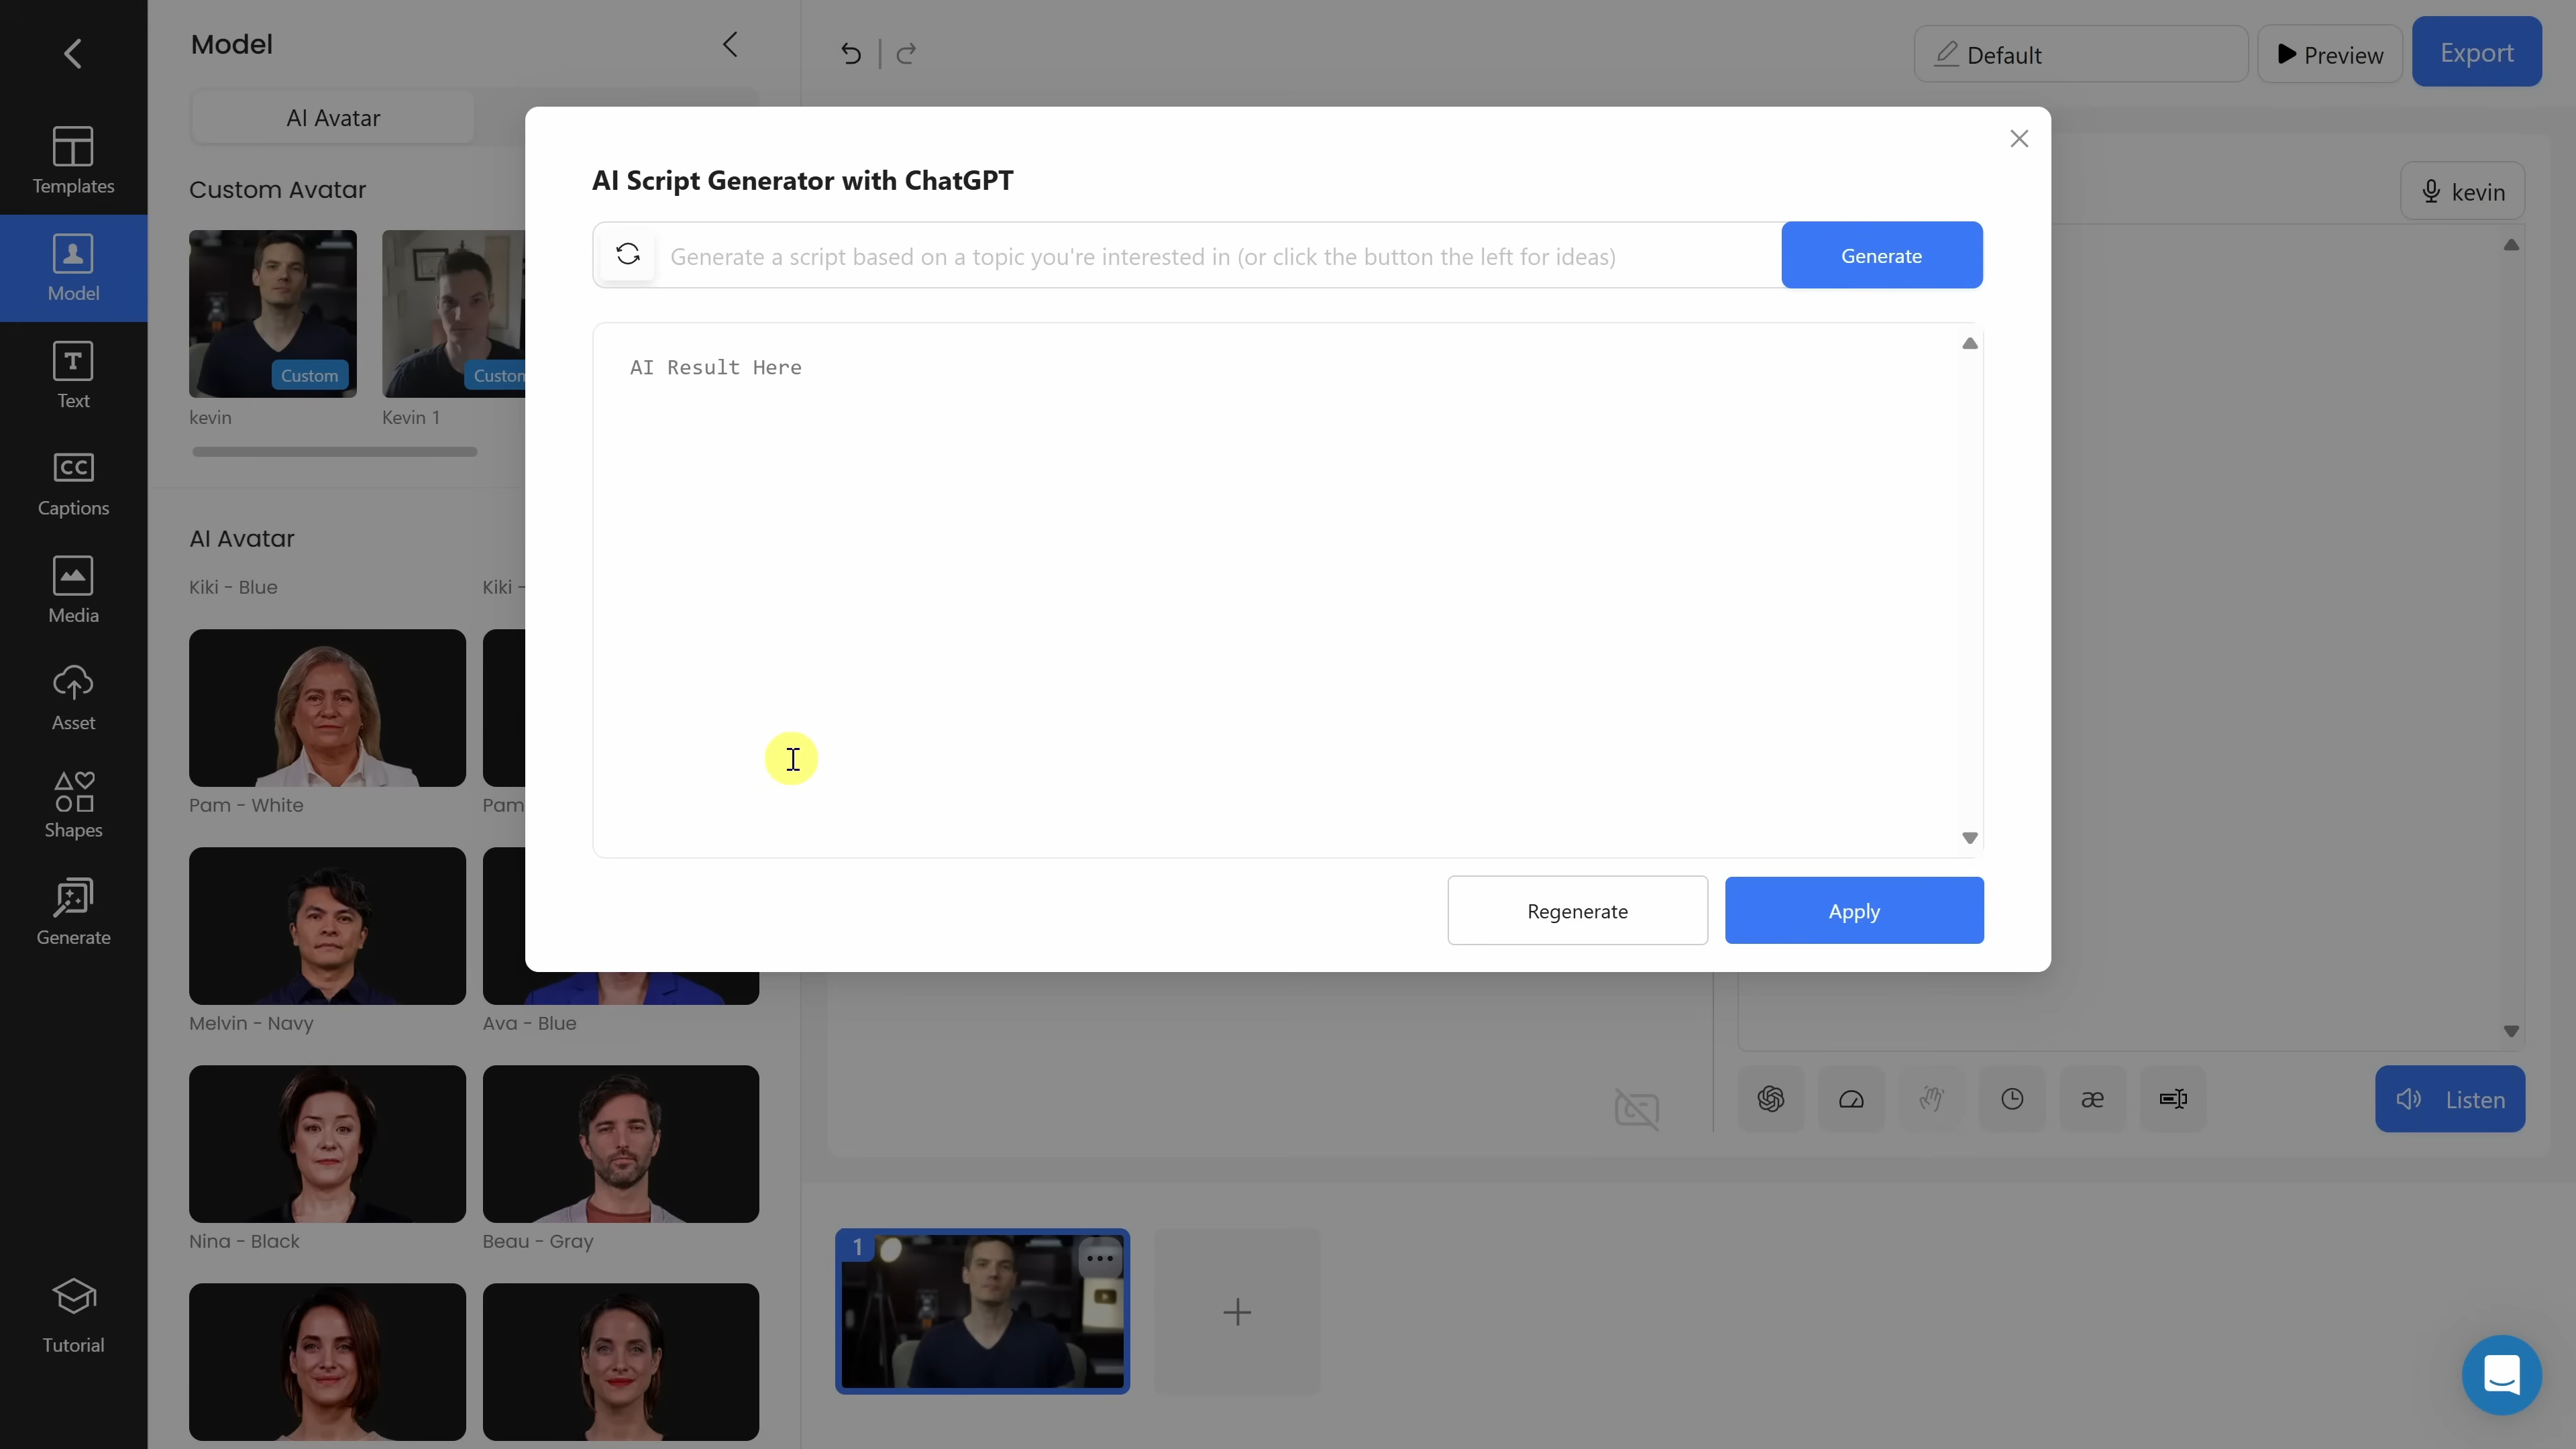 Model
AI Avatar
Default
Preview
Export
Templates
Model
Text
Captions
Media
Asset
Shapes
Generate
Tutorial
Custom Avatar
Custom
Custom
kevin
Kevin 1
AI Avatar
Kiki - Blue
Kiki -
Pam - White
Pam
Melvin - Navy
Ava - Blue
Nina - Black
Beau - Gray
AI Script Generator with ChatGPT
Generate a script based on a topic you're interested in (or click the button the left for ideas)
Generate
AI Result Here
Regenerate
Apply
kevin
æ
Listen
1